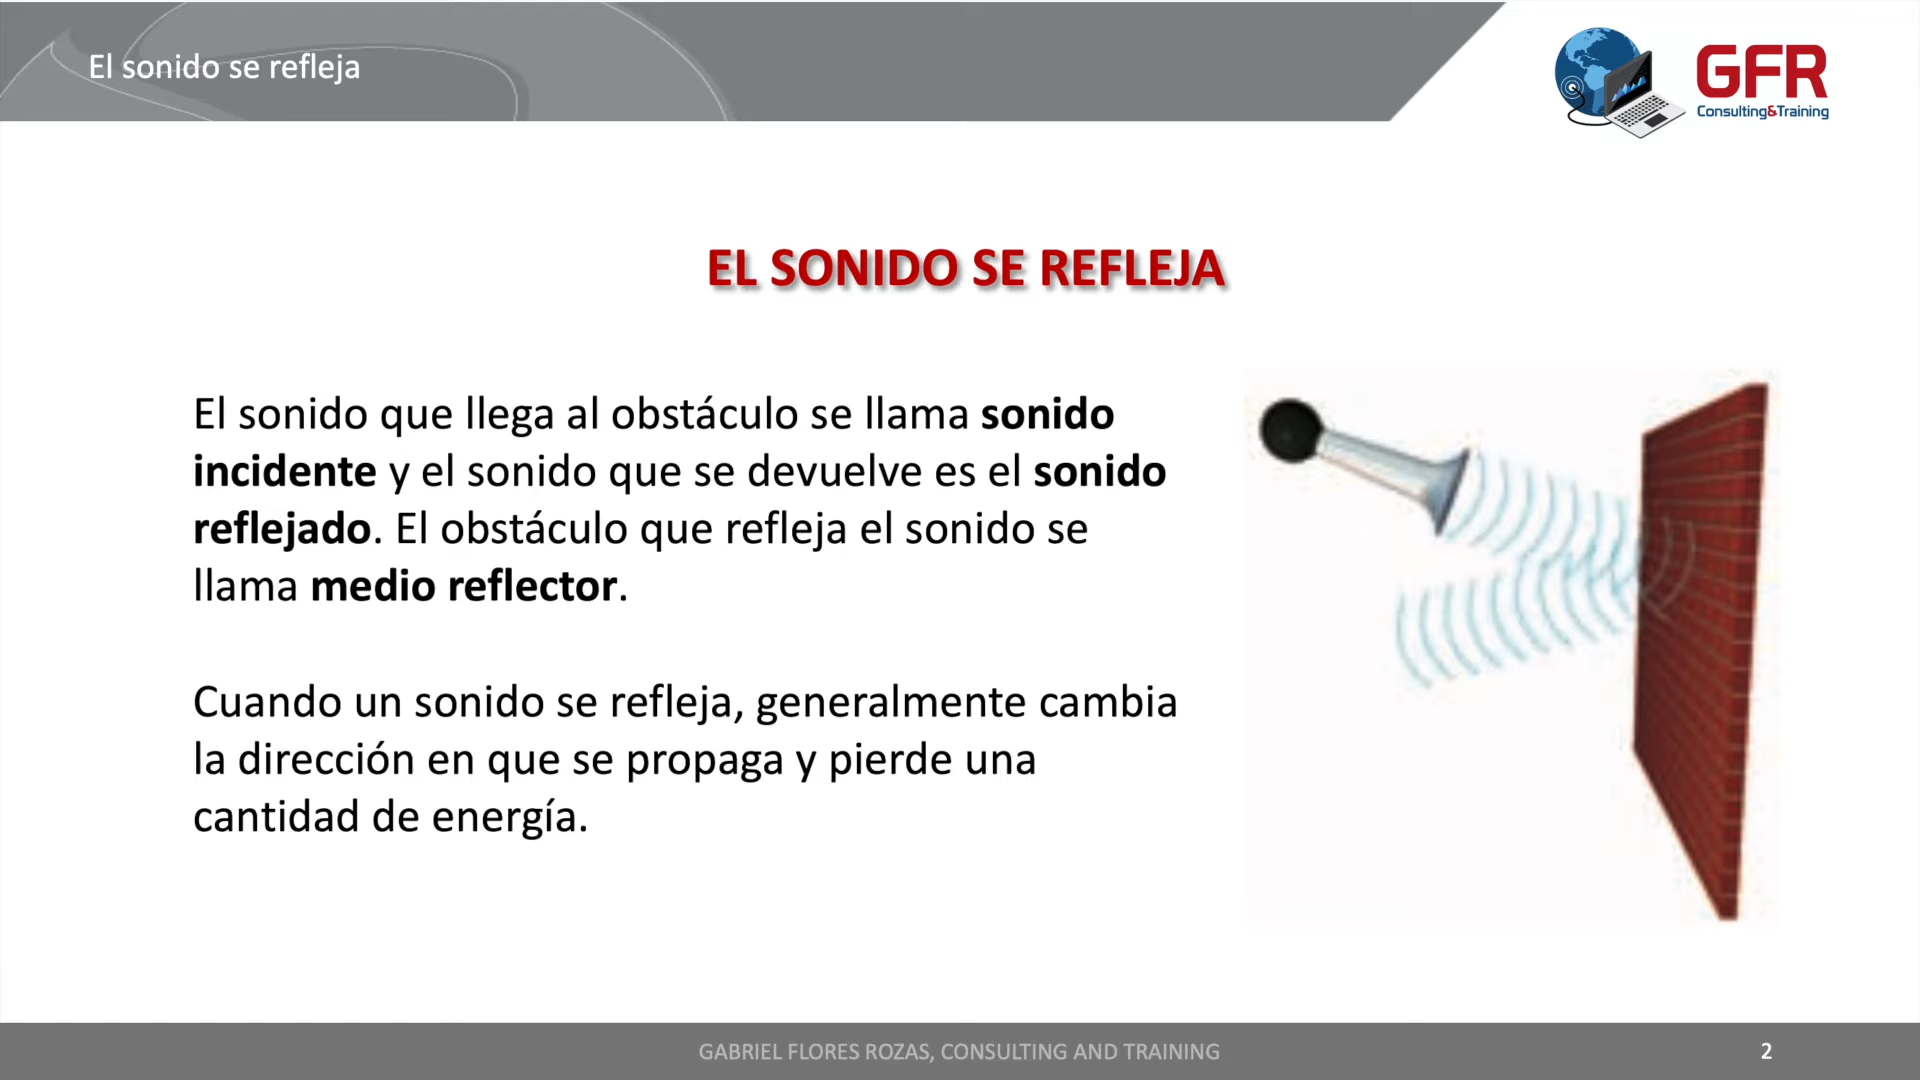 El sonido se refleja
GFR
Consulting&Training
EL SONIDO SE REFLEJA
El sonido que llega al obstáculo se llama sonido
incidente y el sonido que se devuelve es el sonido
reflejado. El obstáculo que refleja el sonido se
llama medio reflector.
Cuando un sonido se refleja, generalmente cambia
la dirección en que se propaga y pierde una
cantidad de energía.
GABRIEL FLORES ROZAS, CONSULTING AND TRAINING
2